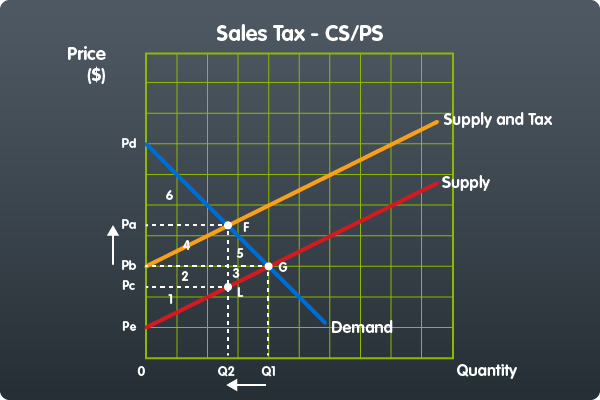 Sales Tax - CS/PS
Price
($)
Supply and Tax
Pd
Supply
6
Pa
F
4
5
Pb
G
2
3
Pc
L
1
Pe
Demand
0
Q2
Q1
Quantity